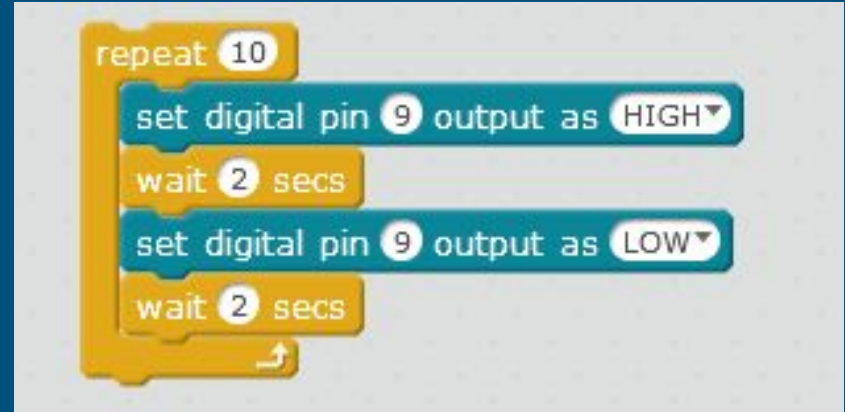 repeat 10
set digital pin 9 output as HIGH
wait 2 secs
set digital pin 9 output as LOW
wait 2 secs